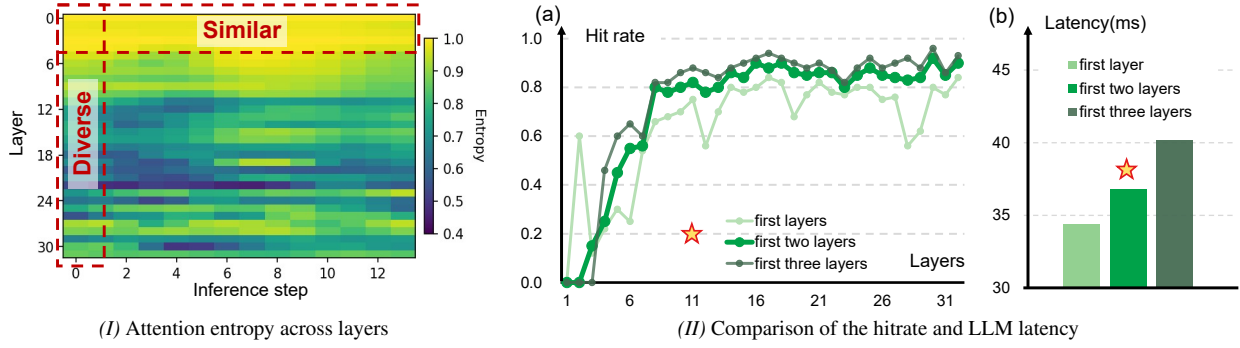 Similar
Diverse
0
6
12
18
24
30
Layer
0 2 4 6 8 10 12
Inference step
1.0
0.9
0.8
0.7
0.6
0.5
0.4
Entropy
(I) Attention entropy across layers
(a)
Hit rate
1.0
0.8
0.6
0.4
0.2
0.0
first layers
first two layers
first three layers
Layers
1 6 11 16 21 26 31
(b)
Latency(ms)
first layer
first two layers
first three layers
45
40
35
30
(II) Comparison of the hitrate and LLM latency